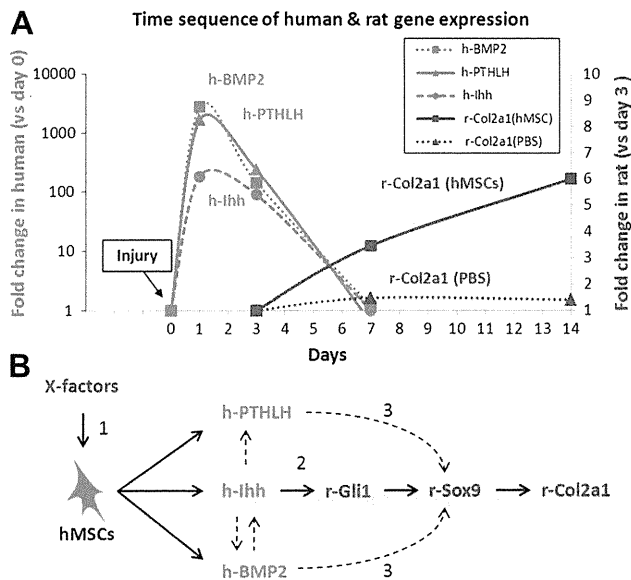 A
Time sequence of human & rat gene expression
Fold change in human (vs day 0)
10000
1000
100
10
1
h-BMP2
h-PTHLH
h-Ihh
Injury
h-BMP2
h-PTHLH
h-Ihh
r-Col2a1(hMSC)
r-Col2a1(PBS)
r-Col2a1 (hMSCs)
r-Col2a1 (PBS)
10
9
8
7
6
5
4
3
2
1
Fold change in rat (vs day 3 )
0 1 2 3 4 5 6 7 8 9 10 11 12 13 14
Days
B
X-factors
1
hMSCs
h-PTHLH
3
h-Ihh
2
r-Gli1
r-Sox9
r-Col2a1
h-BMP2
3